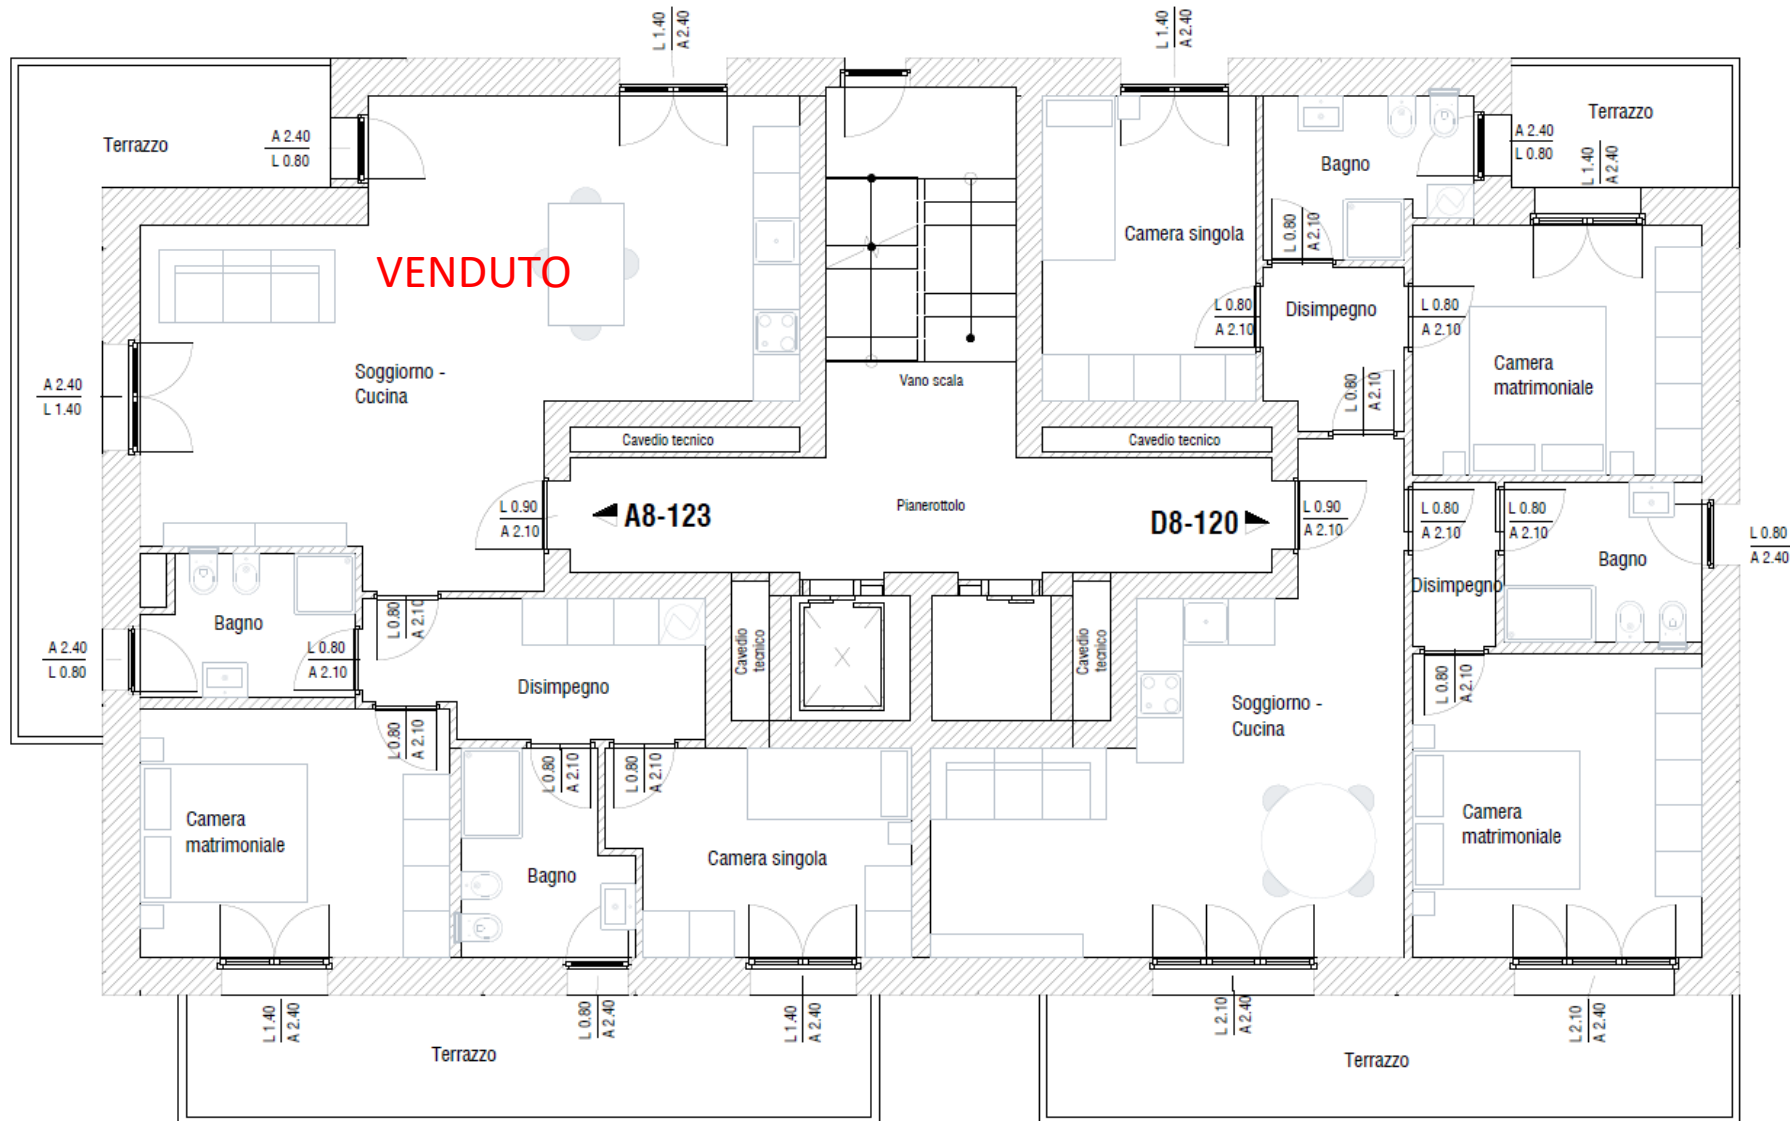 L 1.40
A 2.40
L 1.40
A 2.40
Terrazzo
A 2.40
L 0.80
Terrazzo
A 2.40
L 0.80
L 1.40
A 2.40
Bagno
L 0.80
A 2.10
Camera singola
VENDUTO
L 0.80
A 2.10
Disimpegno
L 0.80
A 2.10
Soggiorno -
Cucina
A 2.40
L 1.40
Vano scala
L 0.80
A 2.10
Camera
matrimoniale
Cavedio tecnico
Cavedio tecnico
L 0.90
A 2.10
A8-123
Pianerottolo
D8-120
L 0.90
A 2.10
L 0.80
A 2.10
L 0.80
A 2.10
Bagno
L 0.80
A 2.40
Disimpegno
Bagno
L 0.80
A 2.10
A 2.40
L 0.80
L 0.80
A 2.10
Disimpegno
Cavedio
tecnico
Cavedio
tecnico
Soggiorno -
Cucina
L 0.80
A 2.10
L 0.80
A 2.10
L 0.80
A 2.10
L 0.80
A 2.10
Camera
matrimoniale
Bagno
Camera singola
Camera
matrimoniale
L 1.40
A 2.40
L 0.80
A 2.40
L 1.40
A 2.40
L 2.10
A 2.40
L 2.10
A 2.40
Terrazzo
Terrazzo